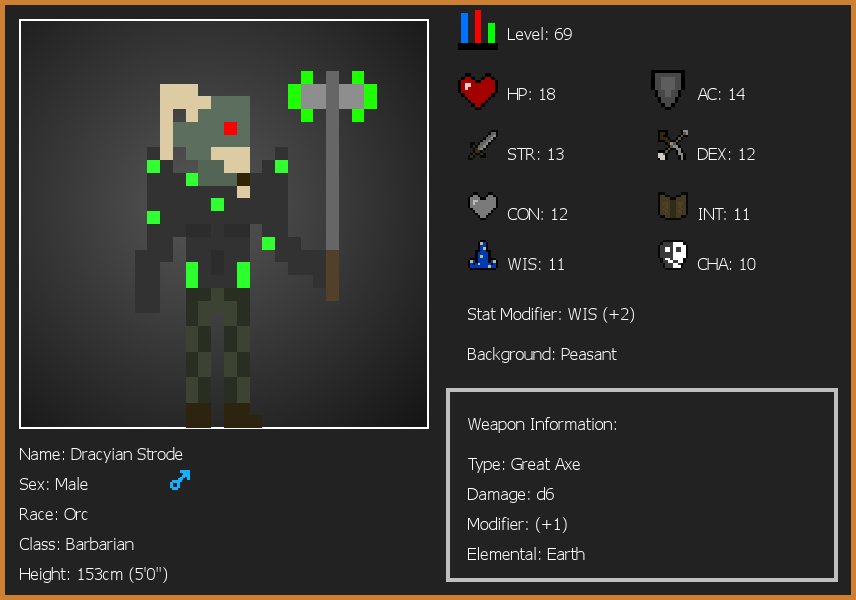 Level: 69
HP: 18
AC: 14
STR: 13
DEX: 12
CON: 12
INT: 11
WIS: 11
CHA: 10
Stat Modifier: WIS (+2)
Background: Peasant
Weapon Information:
Type: Great Axe
Damage: d6
Modifier: (+1)
Elemental: Earth
Name: Dracyian Strode
Sex: Male
Race: Orc
Class: Barbarian
Height: 153cm (5'0")